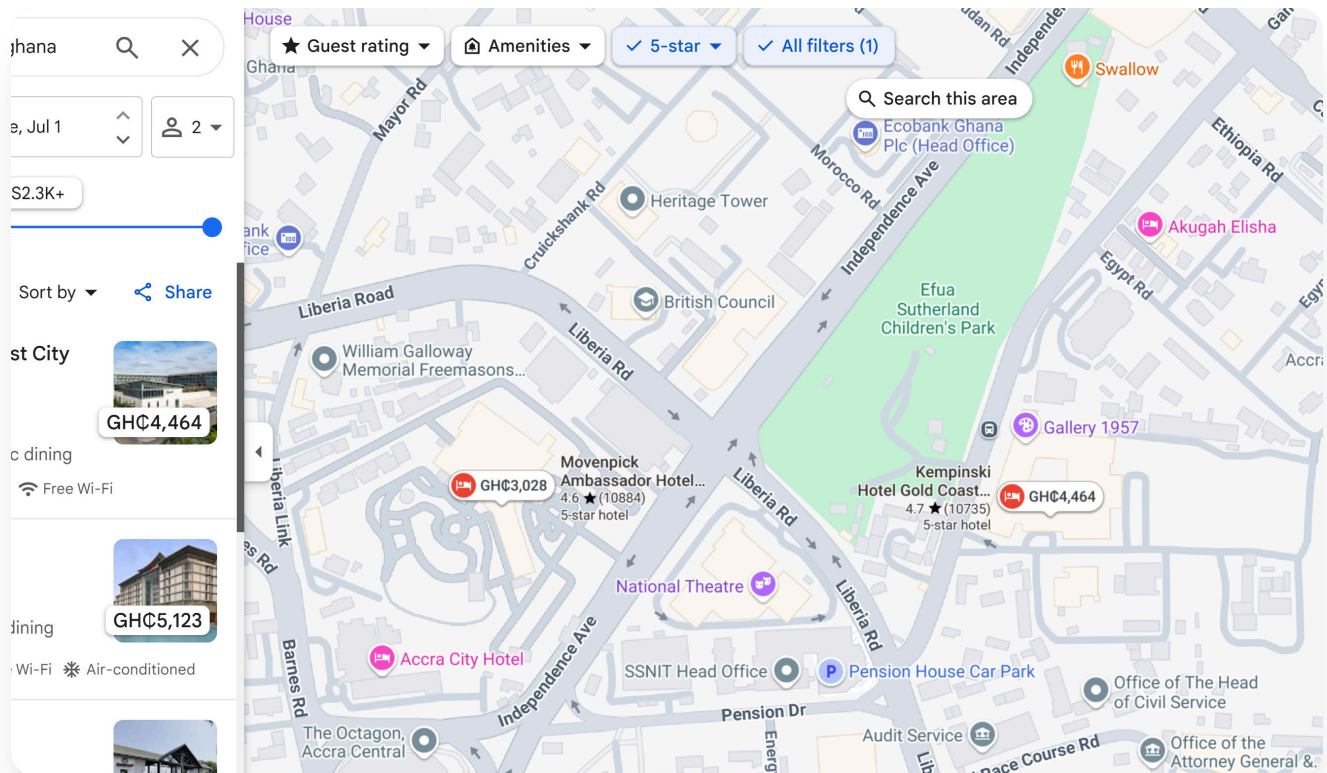 ghana
e, Jul 1
2
S2.3K+
Sort by
Share
st City
GH₵4,464
c dining
Free Wi-Fi
GH₵5,123
dining
Wi-Fi
Air-conditioned
House
Guest rating
Amenities
5-star
All filters (1)
Search this area
Ghana
Mayor Rd
Independe
Swallow
Ecobank Ghana
Plc (Head Office)
Ethiopia Rd
Morocco Rd
Independence Ave
Cruickshank Rd
Heritage Tower
Akugah Elisha
ank
ice
Egypt Rd
Egyp
Liberia Road
British Council
Efua
Sutherland
Children's Park
Liberia Rd
William Galloway
Memorial Freemasons...
Accra
Gallery 1957
Movenpick
Ambassador Hotel...
4.6 ★ (10884)
5-star hotel
GH₵3,028
Kempinski
Hotel Gold Coast...
4.7 ★ (10735)
5-star hotel
GH₵4,464
Liberia Link
Liberia Rd
es Rd
National Theatre
Liberia Rd
Accra City Hotel
Independence Ave
Barnes Rd
SSNIT Head Office
P
Pension House Car Park
Office of The Head
of Civil Service
Pension Dr
The Octagon,
Accra Central
Energ
Audit Service
Lib
Race Course Rd
Office of the
Attorney General &.